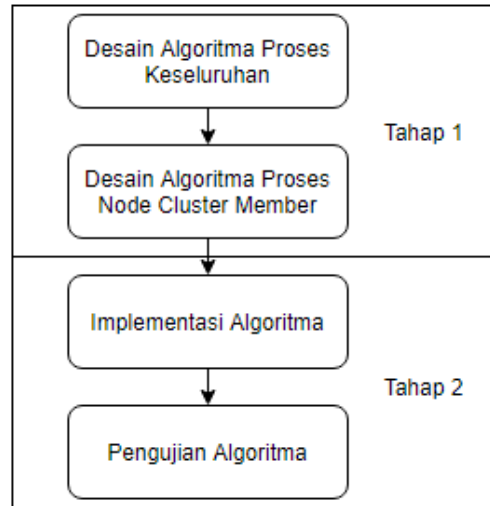 Desain Algoritma Proses
Keseluruhan
Tahap 1
Desain Algoritma Proses
Node Cluster Member
Implementasi Algoritma
Tahap 2
Pengujian Algoritma